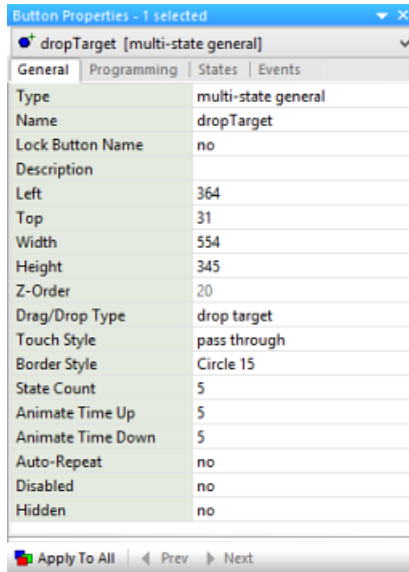 Button Properties - 1 selected
dropTarget [multi-state general]
General Programming States Events
Type multi-state general
Name dropTarget
Lock Button Name no
Description
Left 364
Top 31
Width 554
Height 345
Z-Order 20
Drag/Drop Type drop target
Touch Style pass through
Border Style Circle 15
State Count 5
Animate Time Up 5
Animate Time Down 5
Auto-Repeat no
Disabled no
Hidden no
Apply To All Prev Next